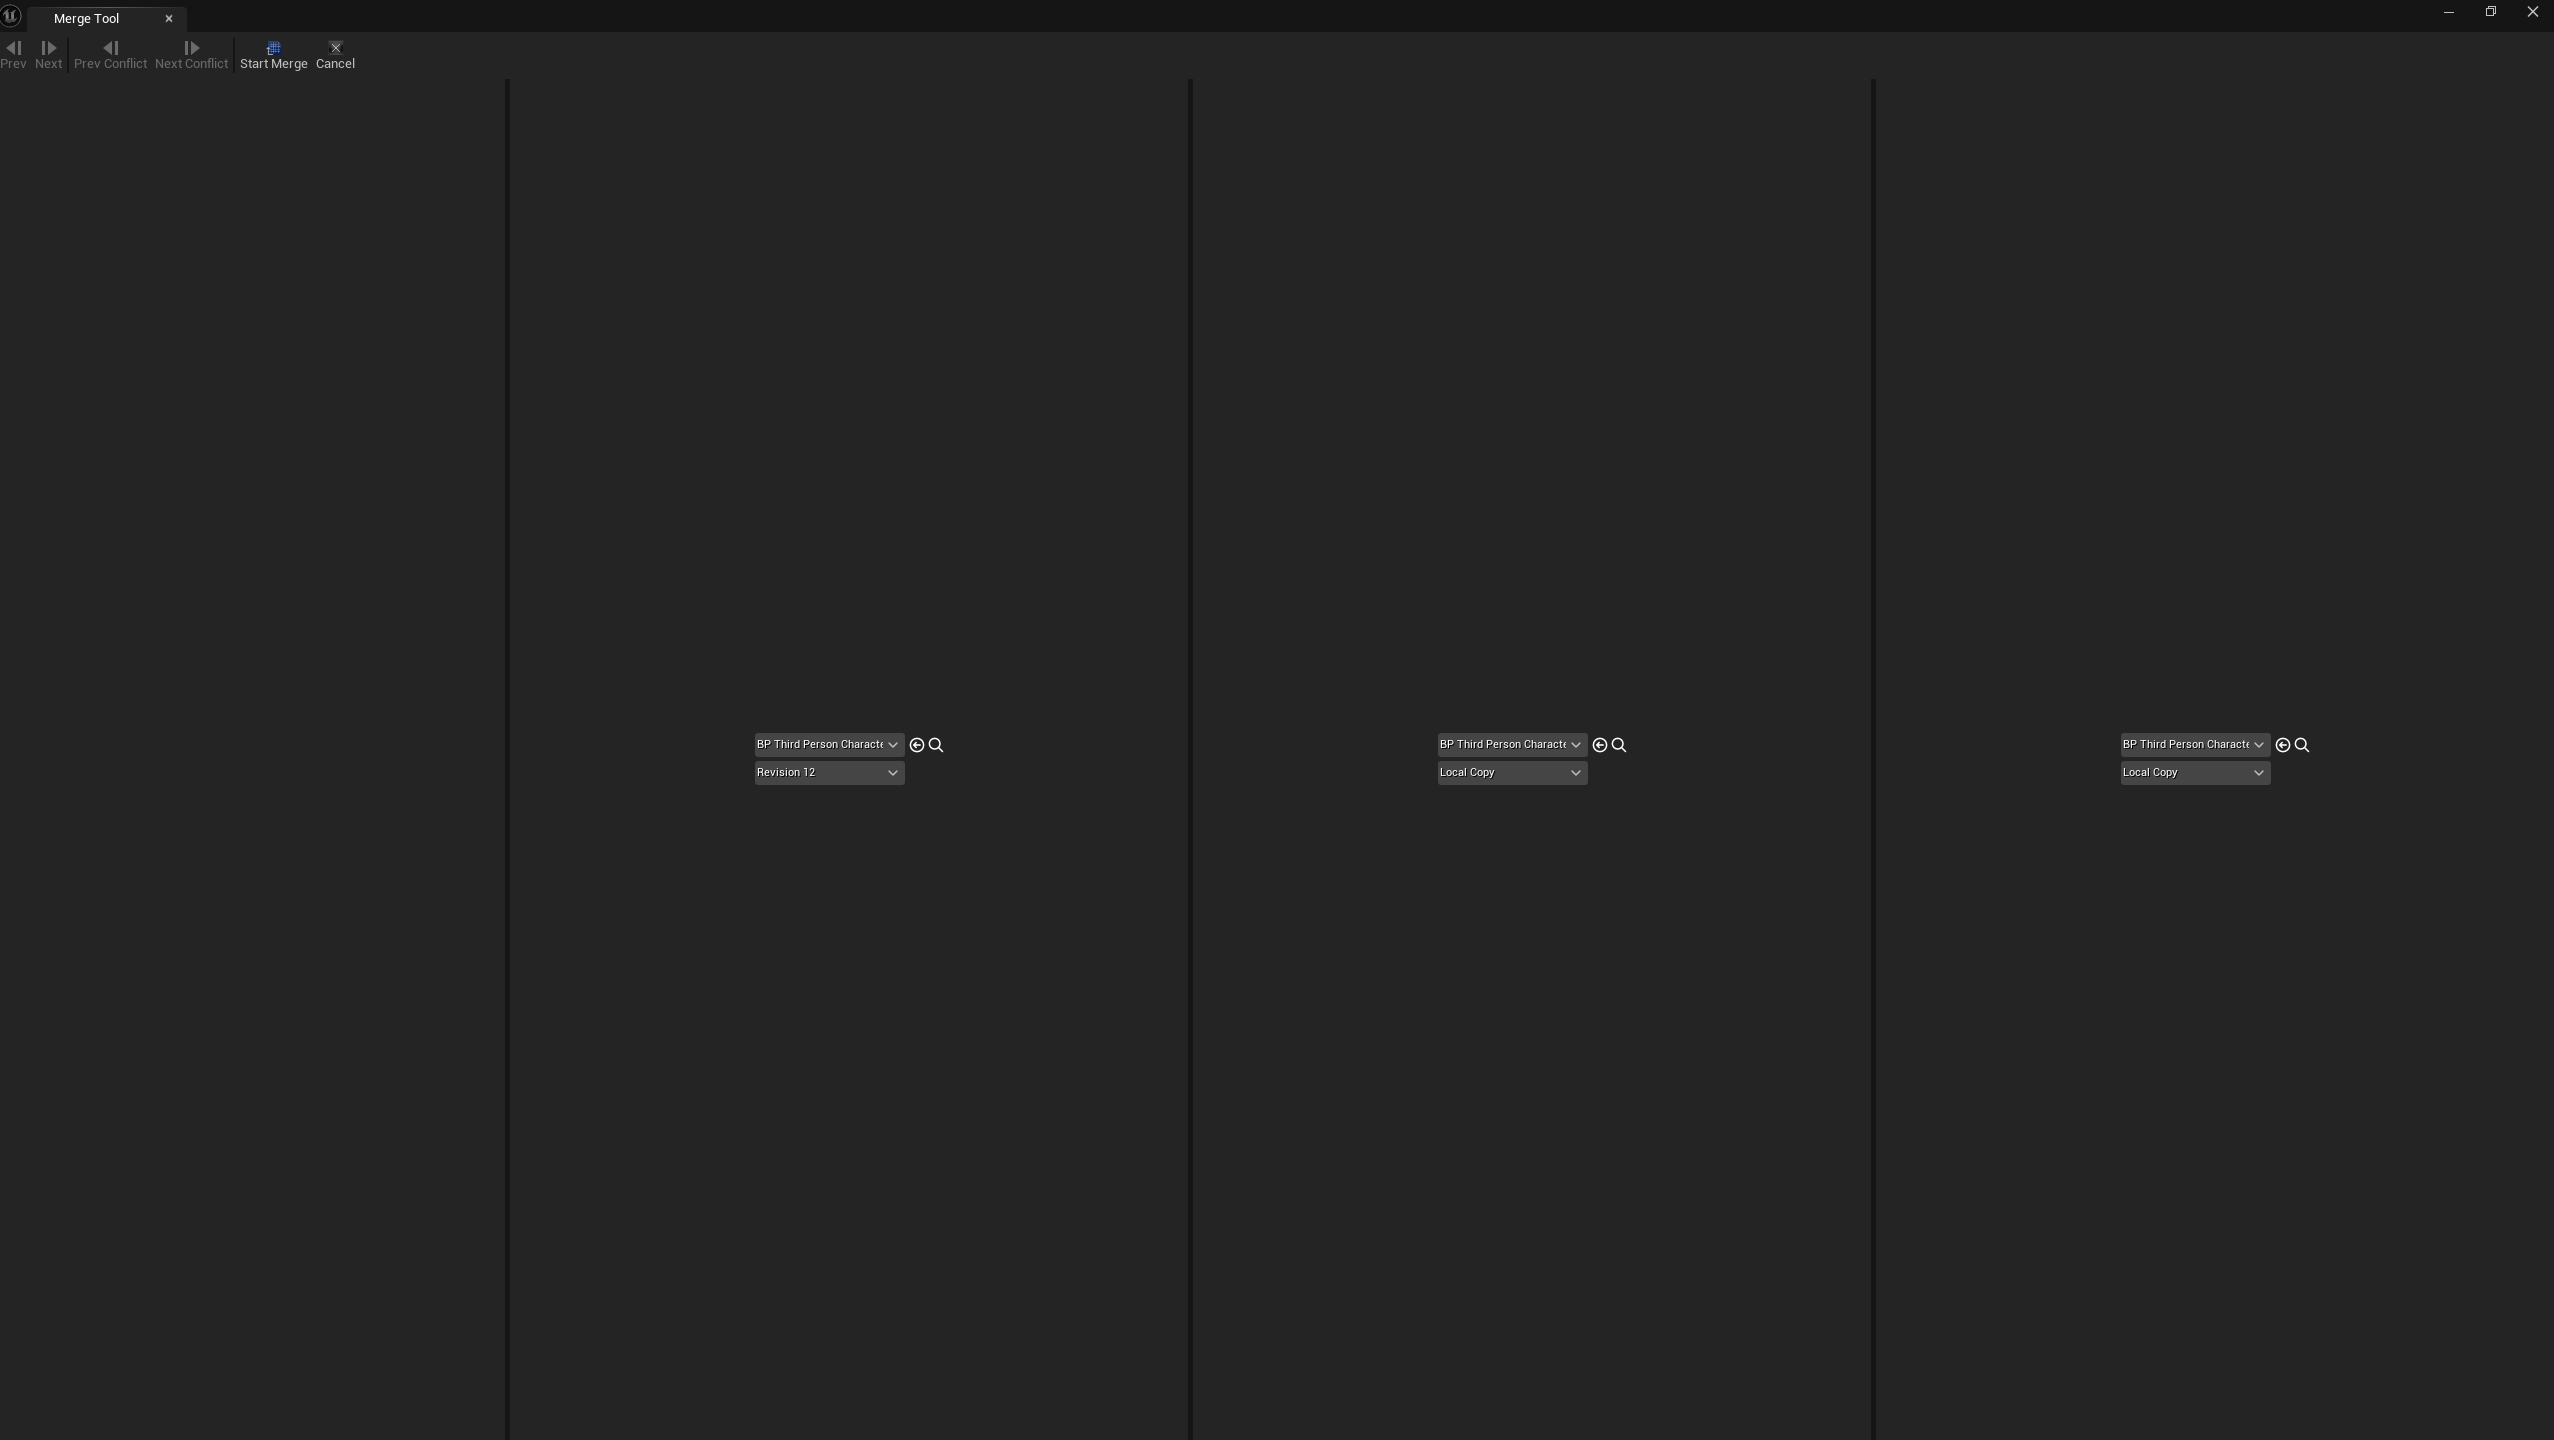 Merge Tool
Prev Next Prev Conflict Next Conflict Start Merge Cancel
BP Third Person Characte
Revision 12
BP Third Person Characte
Local Copy
BP Third Person Characte
Local Copy